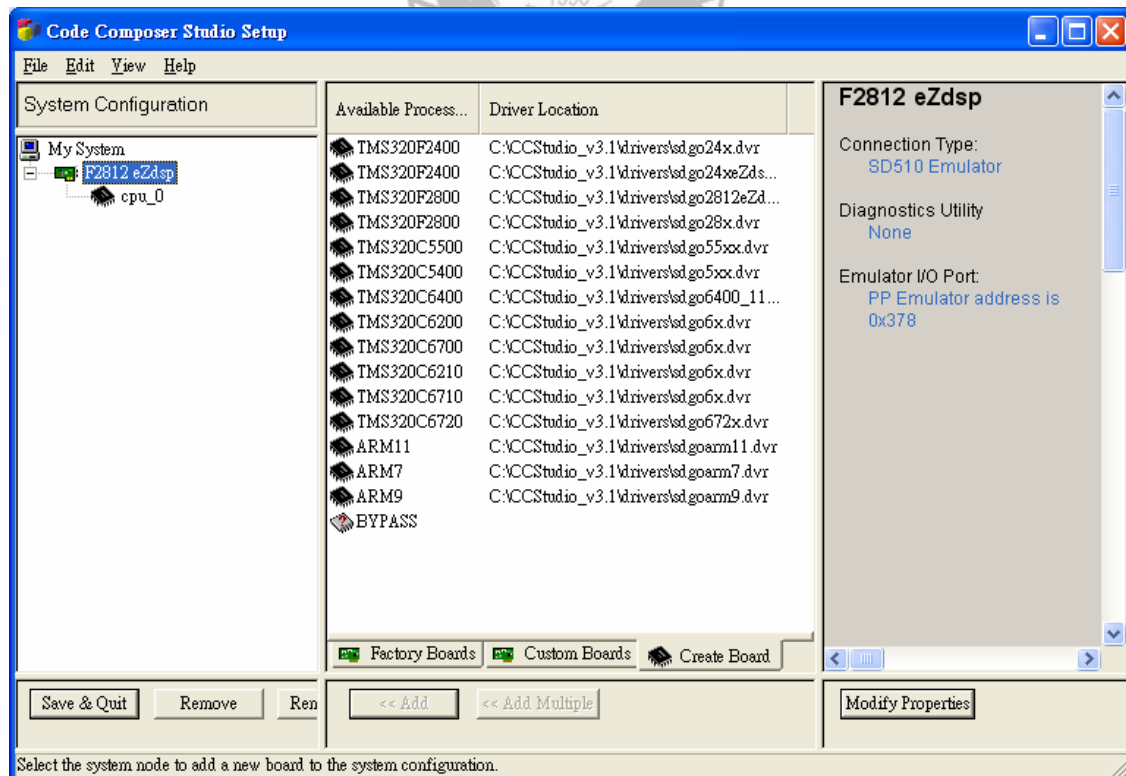 1956
Code Composer Studio Setup
File Edit View Help
System Configuration
My System
F2812 eZdsp
cpu_0
Available Process... Driver Location
TMS320F2400 C:\CCStudio_v3.1\drivers\sdgo24x.dvr
TMS320F2400 C:\CCStudio_v3.1\drivers\sdgo24xeZds...
TMS320F2800 C:\CCStudio_v3.1\drivers\sdgo2812eZd...
TMS320F2800 C:\CCStudio_v3.1\drivers\sdgo28x.dvr
TMS320C5500 C:\CCStudio_v3.1\drivers\sdgo55xx.dvr
TMS320C5400 C:\CCStudio_v3.1\drivers\sdgo5xx.dvr
TMS320C6400 C:\CCStudio_v3.1\drivers\sdgo6400_11...
TMS320C6200 C:\CCStudio_v3.1\drivers\sdgo6x.dvr
TMS320C6700 C:\CCStudio_v3.1\drivers\sdgo6x.dvr
TMS320C6210 C:\CCStudio_v3.1\drivers\sdgo6x.dvr
TMS320C6710 C:\CCStudio_v3.1\drivers\sdgo6x.dvr
TMS320C6720 C:\CCStudio_v3.1\drivers\sdgo672x.dvr
ARM11 C:\CCStudio_v3.1\drivers\sdgoarm11.dvr
ARM7 C:\CCStudio_v3.1\drivers\sdgoarm7.dvr
ARM9 C:\CCStudio_v3.1\drivers\sdgoarm9.dvr
BYPASS
Factory Boards Custom Boards Create Board
F2812 eZdsp
Connection Type:
SD510 Emulator
Diagnostics Utility
None
Emulator I/O Port:
PP Emulator address is
0x378
Save & Quit Remove Ren
<< Add << Add Multiple
Modify Properties
Select the system node to add a new board to the system configuration.